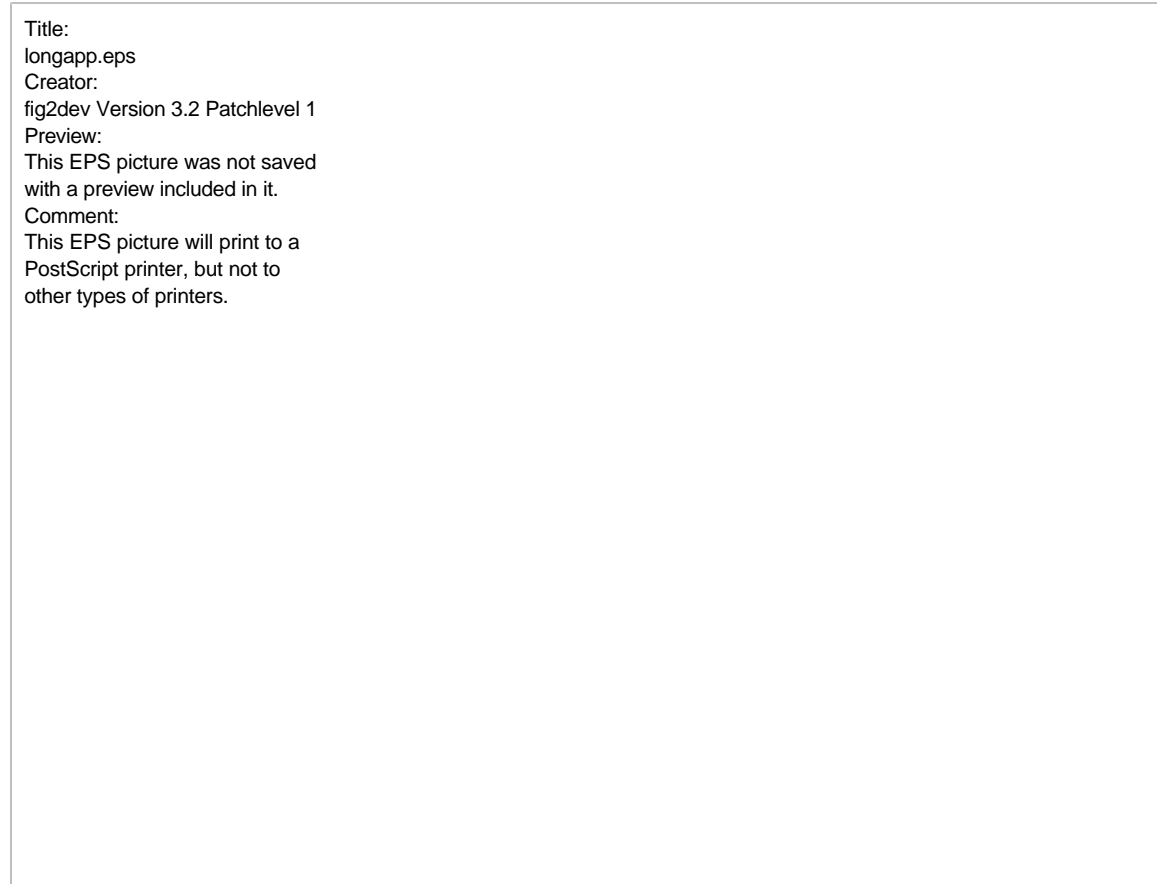 Title:
longapp.eps
Creator:
fig2dev Version 3.2 Patchlevel 1
Preview:
This EPS picture was not saved
with a preview included in it.
Comment:
This EPS picture will print to a
PostScript printer, but not to
other types of printers.